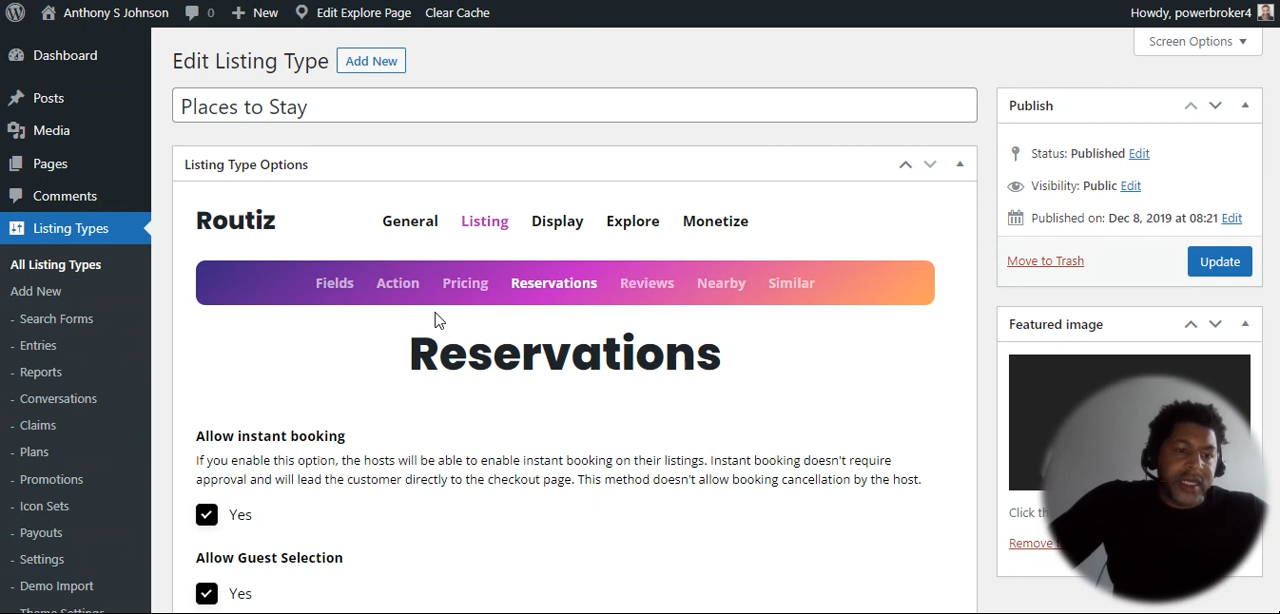 Anthony S Johnson 0 New Edit Explore Page Clear Cache Howdy, powerbroker4
Screen Options
Dashboard
Posts
Media
Pages
Comments
Listing Types
All Listing Types
Add New
- Search Forms
- Entries
- Reports
- Conversations
- Claims
- Plans
- Promotions
- Icon Sets
- Payouts
- Settings
- Demo Import
Theme Settings
Edit Listing Type Add New
Places to Stay
Listing Type Options
Routiz General Listing Display Explore Monetize
Fields Action Pricing Reservations Reviews Nearby Similar
Reservations
Allow instant booking
If you enable this option, the hosts will be able to enable instant booking on their listings. Instant booking doesn't require
approval and will lead the customer directly to the checkout page. This method doesn't allow booking cancellation by the host.
Yes
Allow Guest Selection
Yes
Publish
Status: Published Edit
Visibility: Public Edit
Published on: Dec 8, 2019 at 08:21 Edit
Move to Trash Update
Featured image
Click
Remove